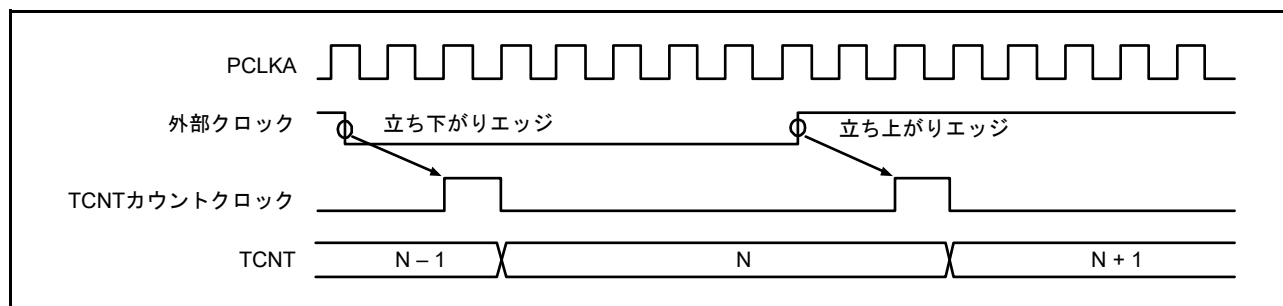 PCLKA
外部クロック
立ち下がりエッジ
立ち上がりエッジ
TCNTカウントクロック
TCNT
N – 1
N
N + 1